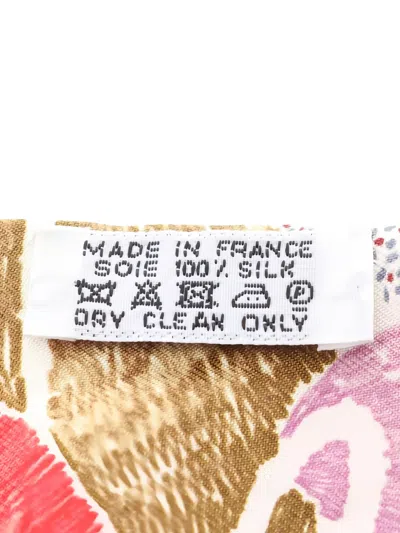 MADE IN FRANCE
SOIE 100% SILK
DRY CLEAN ONLY